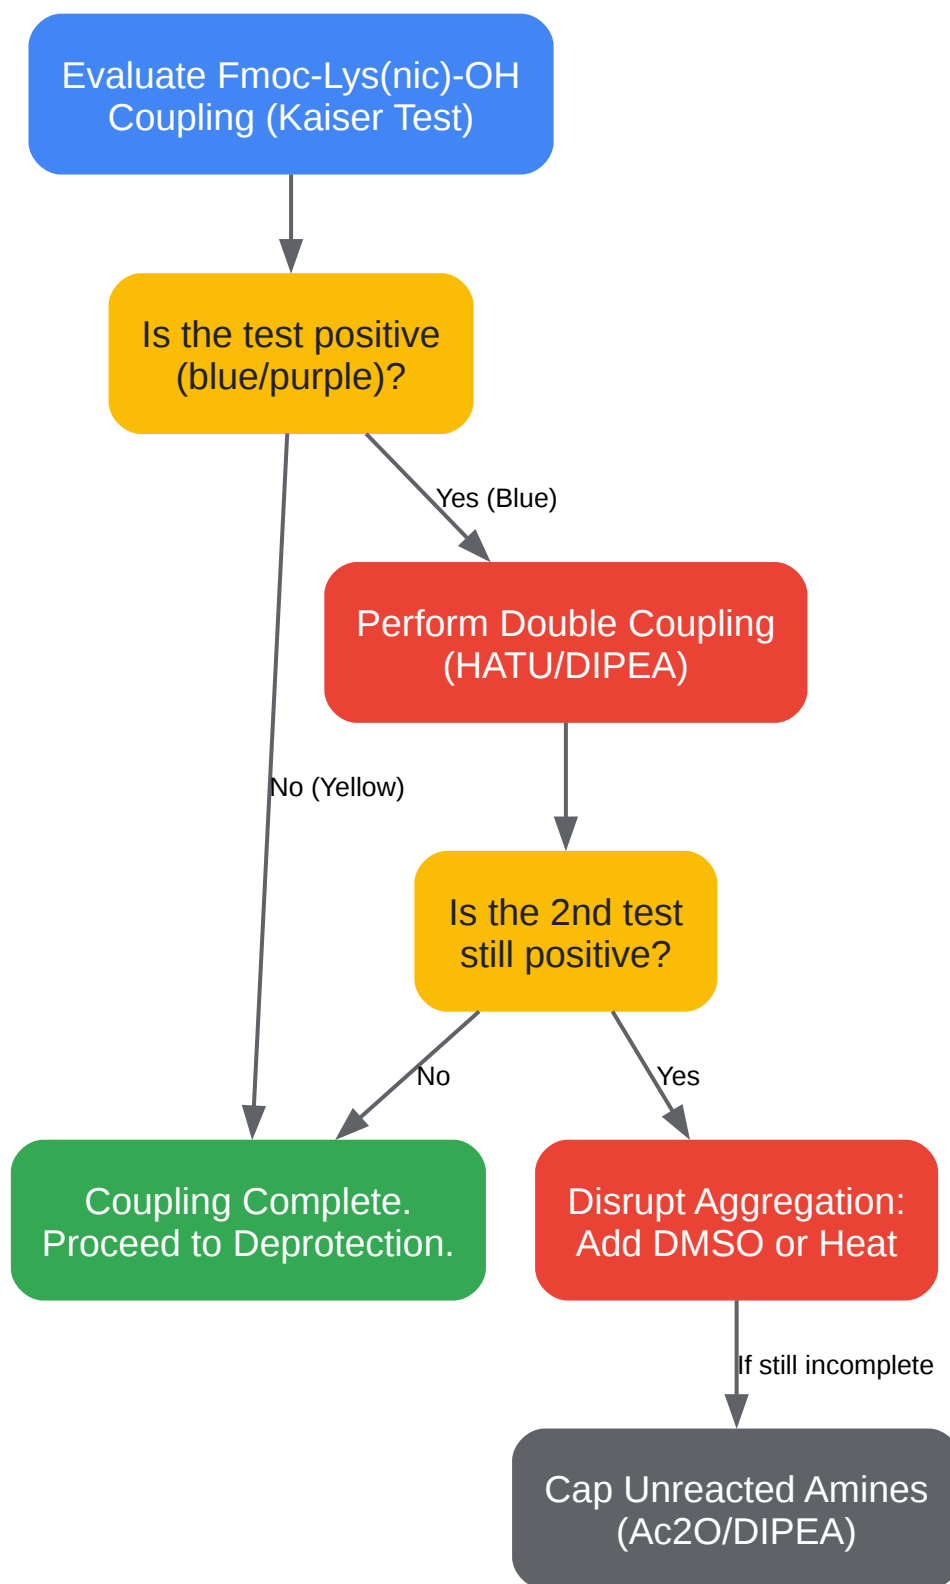 Evaluate Fmoc-Lys(nic)-OH
Coupling (Kaiser Test)
Is the test positive
(blue/purple)?
Yes (Blue)
Perform Double Coupling
(HATU/DIPEA)
No (Yellow)
Is the 2nd test
still positive?
No
Yes
Coupling Complete.
Proceed to Deprotection.
Disrupt Aggregation:
Add DMSO or Heat
If still incomplete
Cap Unreacted Amines
(Ac2O/DIPEA)